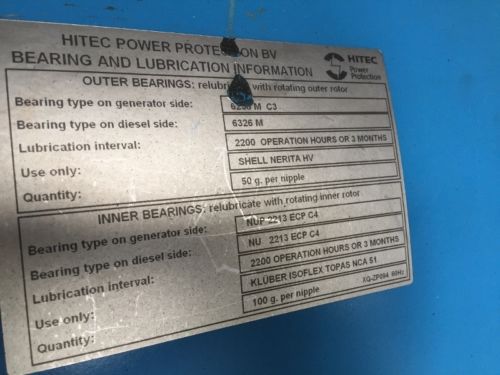 HITEC POWER PROTECTION BV
BEARING AND LUBRICATION INFORMATION
HITEC
Power
Protection
OUTER BEARINGS: relubricate with rotating outer rotor
Bearing type on generator side: M C3
Bearing type on diesel side: 6326 M
Lubrication interval: 2200 OPERATION HOURS OR 3 MONTHS
Use only: SHELL NERITA HV
Quantity: 50 g. per nipple
INNER BEARINGS: relubricate with rotating inner rotor
Bearing type on generator side: NUP 2213 ECP C4
Bearing type on diesel side: NU 2213 ECP C4
Lubrication interval: 2200 OPERATION HOURS OR 3 MONTHS
Use only: KLÜBER ISOFLEX TOPAS NCA 51
Quantity: 100 g. per nipple
XG-ZP094 60Hz